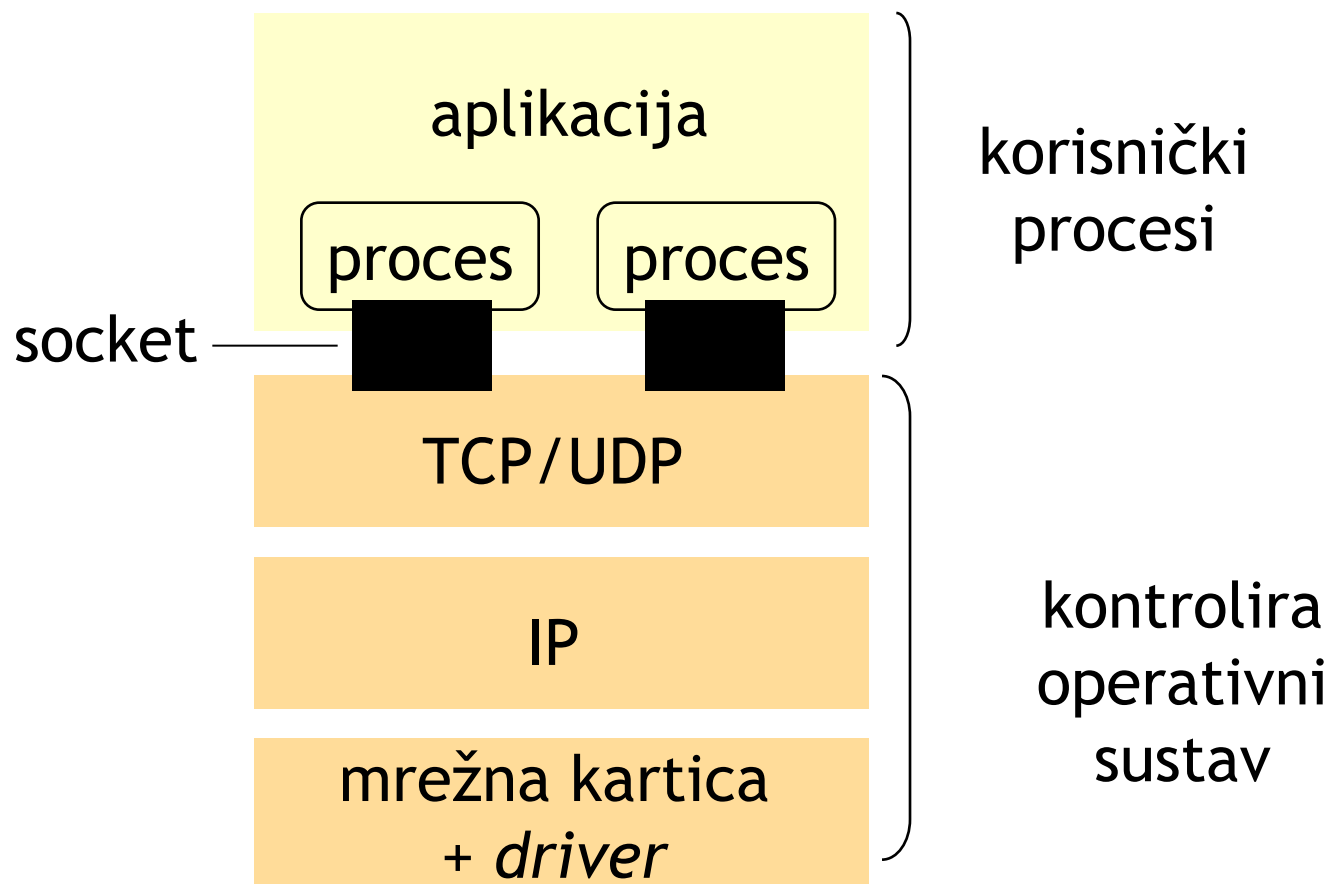 aplikacija
korisnički
procesi
proces
proces
socket
TCP/UDP
IP
kontrolira
operativni
sustav
mrežna kartica
+ driver